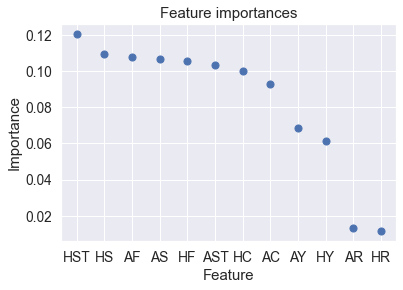 Feature importances
0.12
0.10
0.08
0.06
0.04
0.02
Importance
HST HS AF AS HF AST HC AC AY HY AR HR
Feature